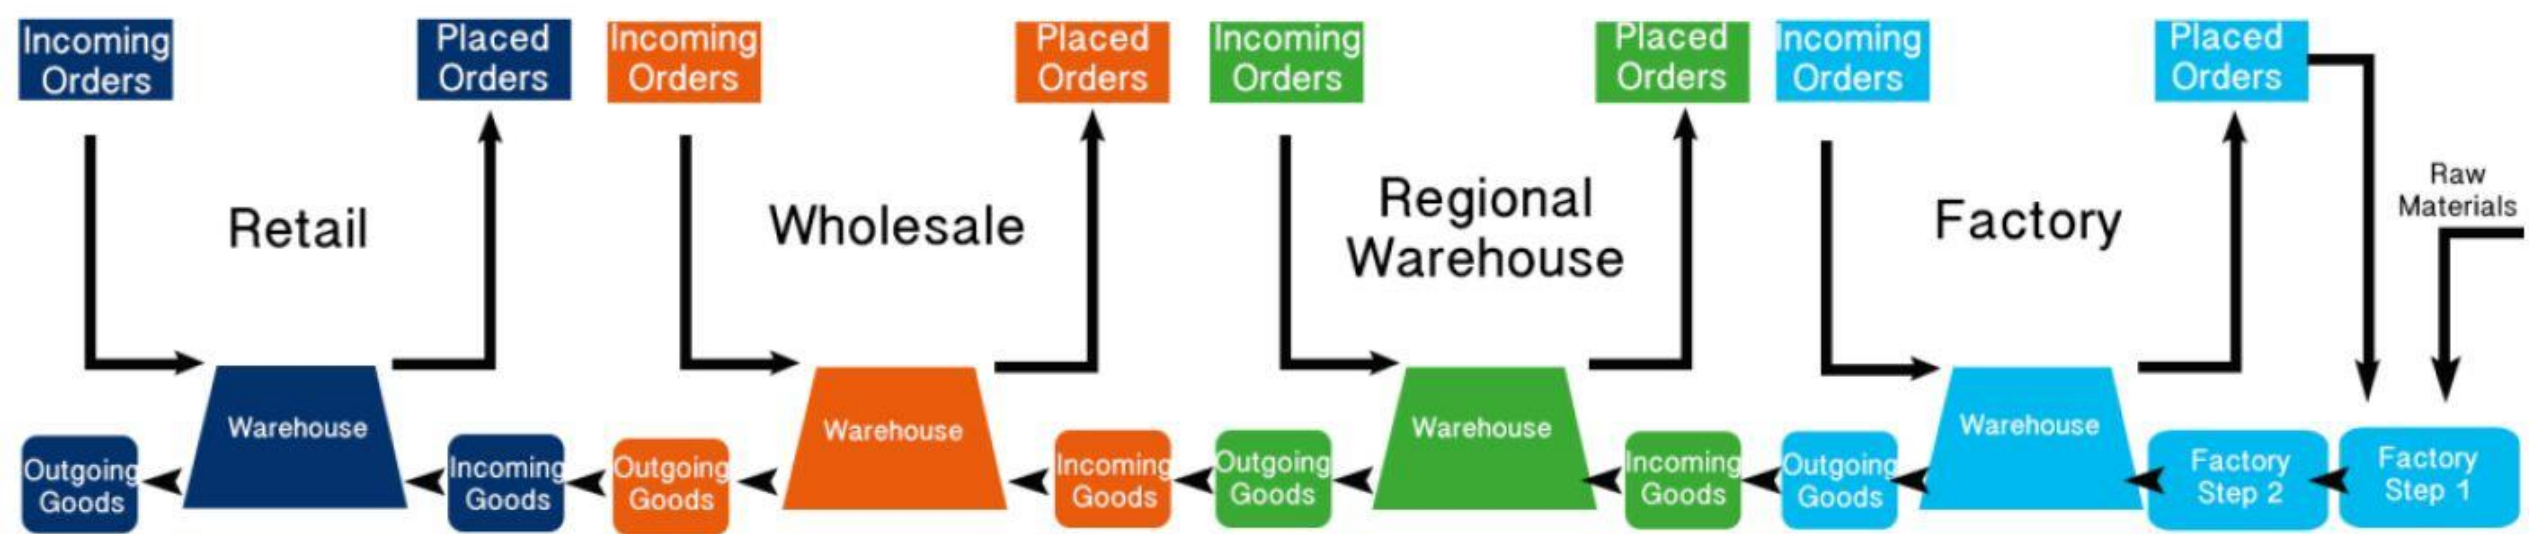 Incoming
Orders
Placed
Orders
Incoming
Orders
Placed
Orders
Incoming
Orders
Placed
Orders
Incoming
Orders
Placed
Orders
Retail
Wholesale
Regional
Warehouse
Factory
Raw
Materials
Outgoing
Goods
Warehouse
Incoming
Goods
Outgoing
Goods
Warehouse
Incoming
Goods
Outgoing
Goods
Warehouse
Incoming
Goods
Outgoing
Goods
Warehouse
Factory
Step 2
Factory
Step 1